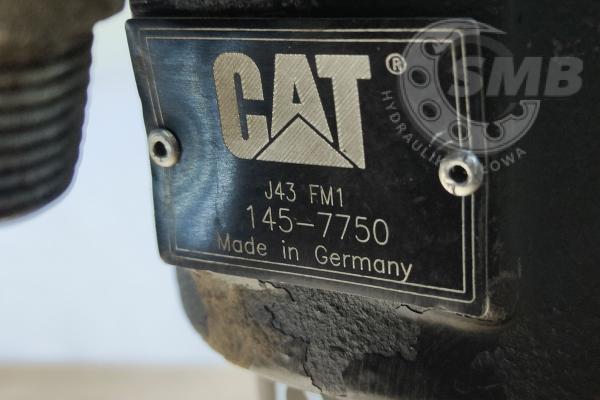 CAT®
J43 FM1
145-7750
Made in Germany
SMB